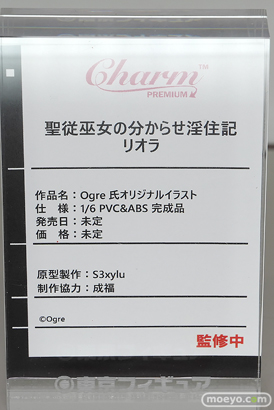 Charm™
PREMIUM
聖従巫女の分からせ淫住記
リオラ
作品名：Ogre 氏オリジナルイラスト
仕　様：1/6 PVC&ABS 完成品
発売日：未定
価　格：未定
原型製作：S3xylu
制作協力：成福
©Ogre
監修中
東京フィギュア
moeyo.com